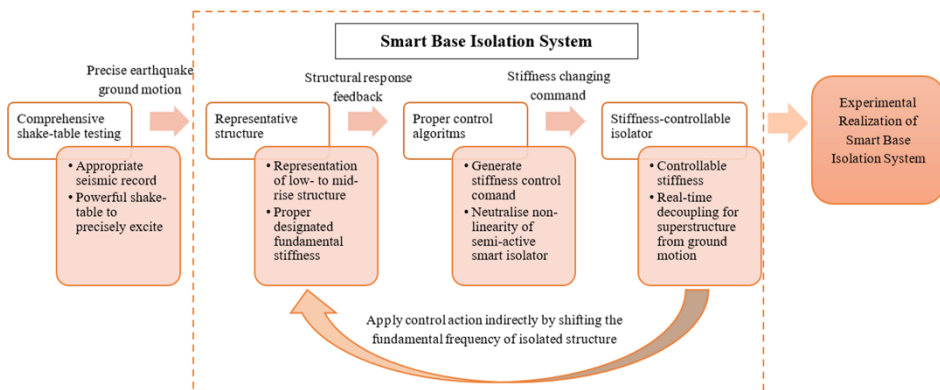 Smart Base Isolation System
Precise earthquake
ground motion
Structural response
feedback
Stiffness changing
command
Comprehensive
shake-table testing
• Appropriate
seismic record
• Powerful shake-
table to
precisely excite
Representative
structure
• Representation
of low- to mid-
rise structure
• Proper
designated
fundamental
stiffness
Proper control
algoritms
• Generate
stiffness control
comand
• Neutralise non-
linearity of
semi-active
smart isolator
Stiffness-controllable
isolator
• Controllable
stiffness
• Real-time
decoupling for
superstructure
from ground
motion
Experimental
Realization of
Smart Base
Isolation System
Apply control action indirectly by shifting the
fundamental frequency of isolated structure